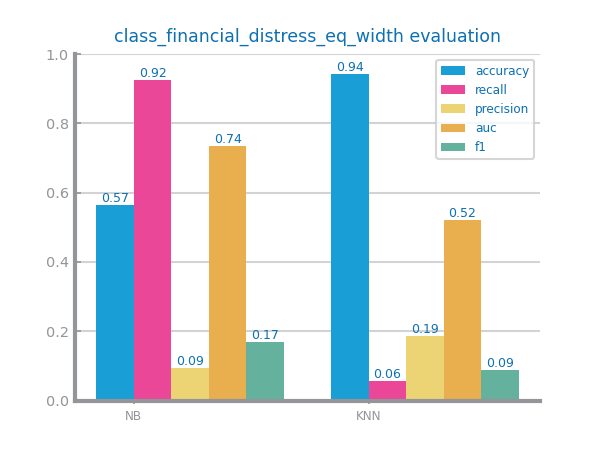 class_financial_distress_eq_width evaluation
1.0
0.8
0.6
0.4
0.2
0.0
0.57
0.92
0.09
0.74
0.17
0.94
0.06
0.19
0.52
0.09
accuracy
recall
precision
auc
f1
NB
KNN